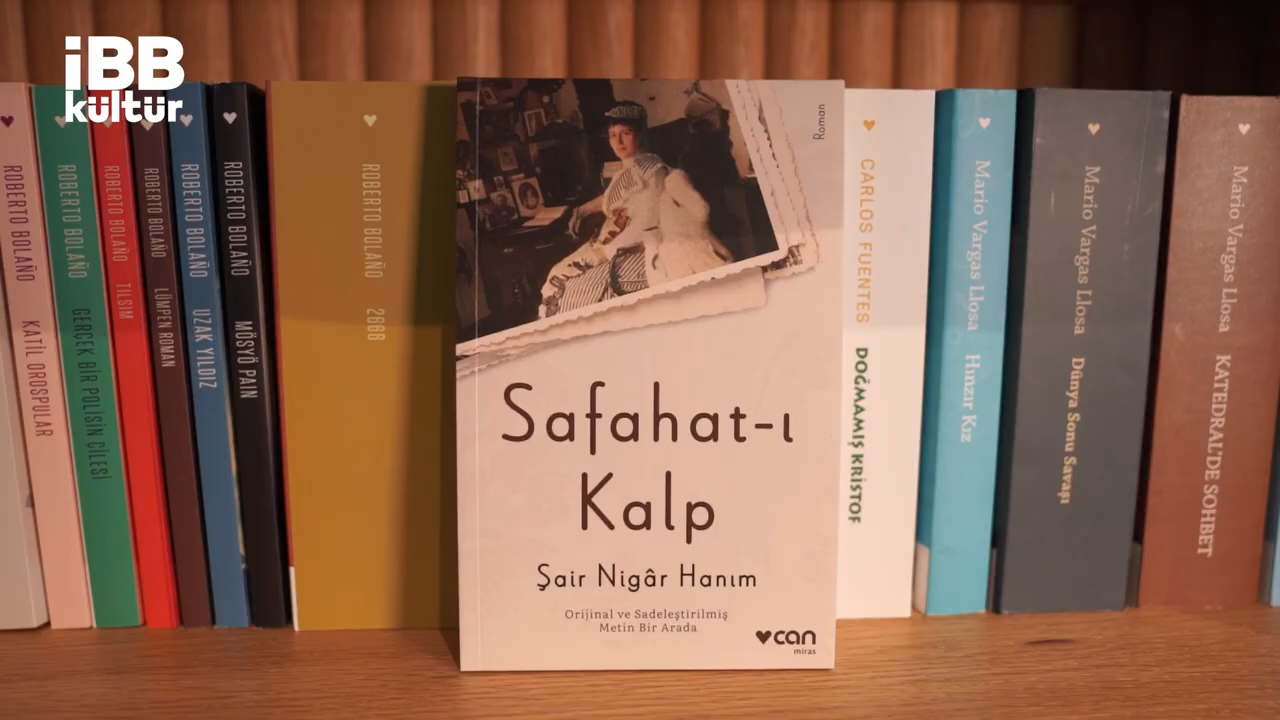 iBB
kültür
ROBERTO BOLAÑO KATİL OROSPULAR
ROBERTO BOLAÑO GERÇEK BİR POLİSİN ÇİLESİ
ROBERTO BOLAÑO TILSIM
ROBERTO BOLAÑO LÜMPEN ROMAN
ROBERTO BOLAÑO UZAK YILDIZ
ROBERTO BOLAÑO MÖSYÖ PAIN
ROBERTO BOLAÑO 2666
Roman
Safahat-ı
Kalp
Şair Nigâr Hanım
Orijinal ve Sadeleştirilmiş
Metin Bir Arada
can
miras
CARLOS FUENTES DOĞMAMIŞ KRİSTOF
Mario Vargas Llosa Hınzır Kız
Mario Vargas Llosa Dünya Sonu Savaşı
Mario Vargas Llosa KATEDRAL'DE SOHBET